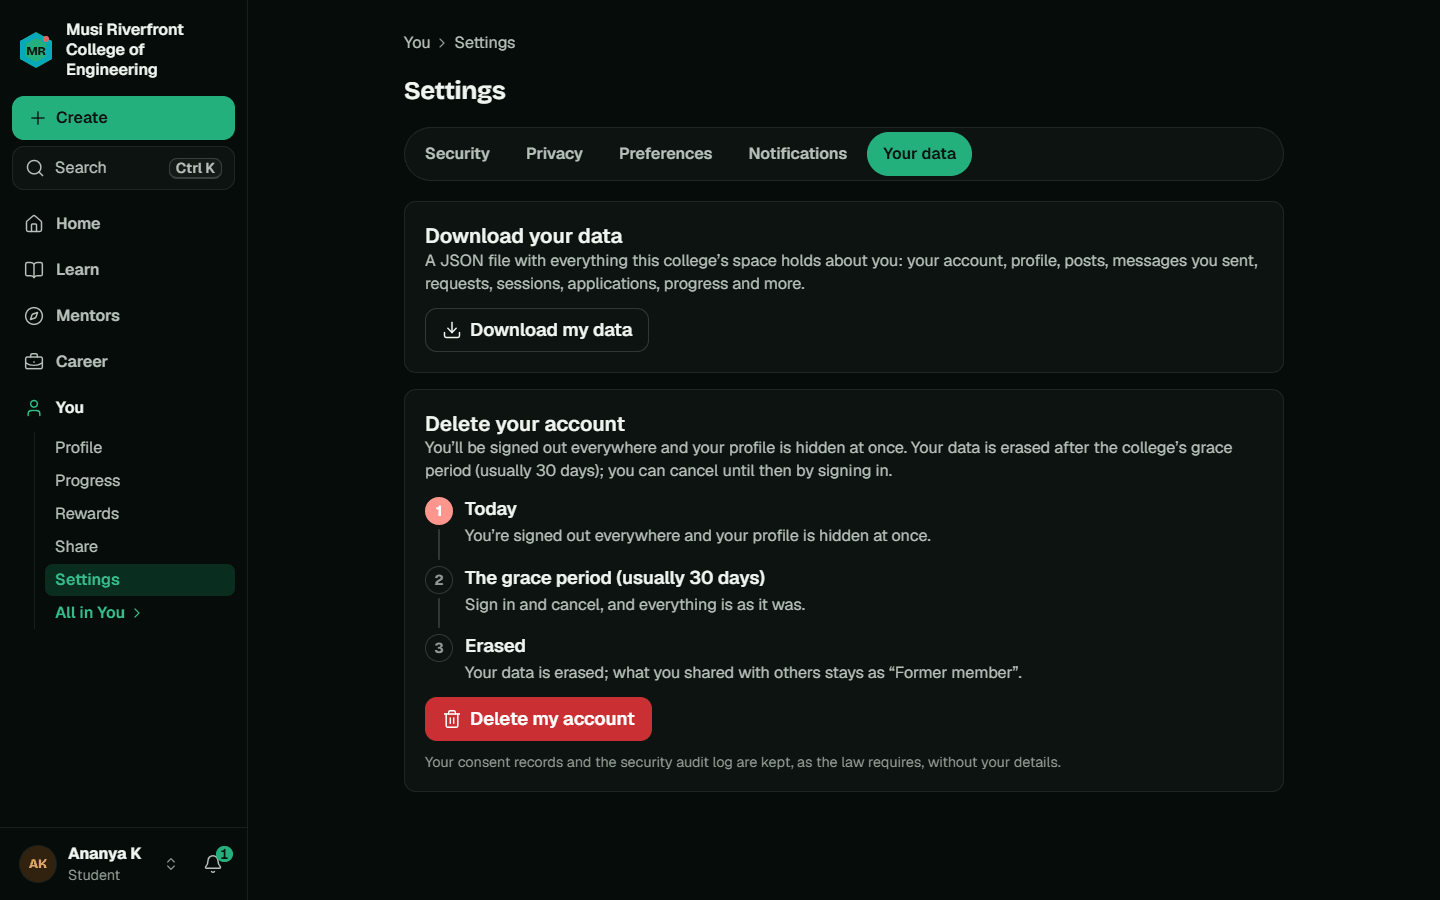 MR
Musi Riverfront
College of
Engineering
Create
Search
Ctrl K
Home
Learn
Mentors
Career
You
Profile
Progress
Rewards
Share
Settings
All in You
Ananya K
Student
AK
1
You
Settings
Settings
Security
Privacy
Preferences
Notifications
Your data
Download your data
A JSON file with everything this college’s space holds about you: your account, profile, posts, messages you sent,
requests, sessions, applications, progress and more.
Download my data
Delete your account
You’ll be signed out everywhere and your profile is hidden at once. Your data is erased after the college’s grace
period (usually 30 days); you can cancel until then by signing in.
1
Today
You’re signed out everywhere and your profile is hidden at once.
2
The grace period (usually 30 days)
Sign in and cancel, and everything is as it was.
3
Erased
Your data is erased; what you shared with others stays as “Former member”.
Delete my account
Your consent records and the security audit log are kept, as the law requires, without your details.